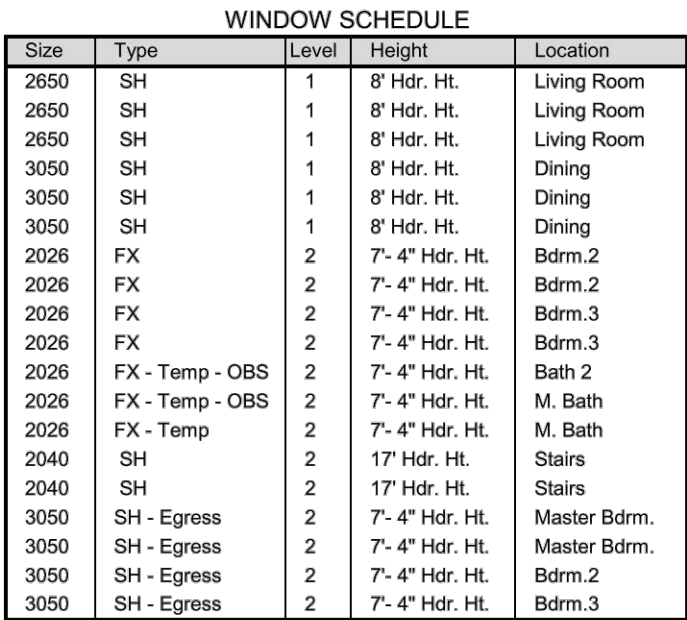 WINDOW SCHEDULE
Size Type Level Height Location
2650 SH 1 8' Hdr. Ht. Living Room
2650 SH 1 8' Hdr. Ht. Living Room
2650 SH 1 8' Hdr. Ht. Living Room
3050 SH 1 8' Hdr. Ht. Dining
3050 SH 1 8' Hdr. Ht. Dining
3050 SH 1 8' Hdr. Ht. Dining
2026 FX 2 7'- 4" Hdr. Ht. Bdrm.2
2026 FX 2 7'- 4" Hdr. Ht. Bdrm.2
2026 FX 2 7'- 4" Hdr. Ht. Bdrm.3
2026 FX 2 7'- 4" Hdr. Ht. Bdrm.3
2026 FX - Temp - OBS 2 7'- 4" Hdr. Ht. Bath 2
2026 FX - Temp - OBS 2 7'- 4" Hdr. Ht. M. Bath
2026 FX - Temp 2 7'- 4" Hdr. Ht. M. Bath
2040 SH 2 17' Hdr. Ht. Stairs
2040 SH 2 17' Hdr. Ht. Stairs
3050 SH - Egress 2 7'- 4" Hdr. Ht. Master Bdrm.
3050 SH - Egress 2 7'- 4" Hdr. Ht. Master Bdrm.
3050 SH - Egress 2 7'- 4" Hdr. Ht. Bdrm.2
3050 SH - Egress 2 7'- 4" Hdr. Ht. Bdrm.3